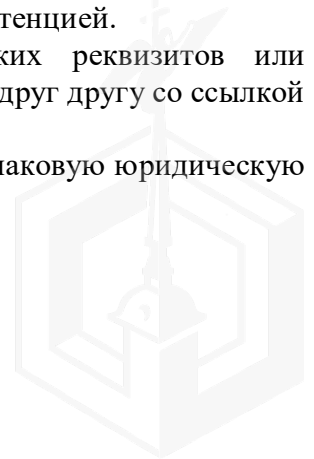 тенцией.
ких реквизитов или
друг другу со ссылкой
наковую юридическую